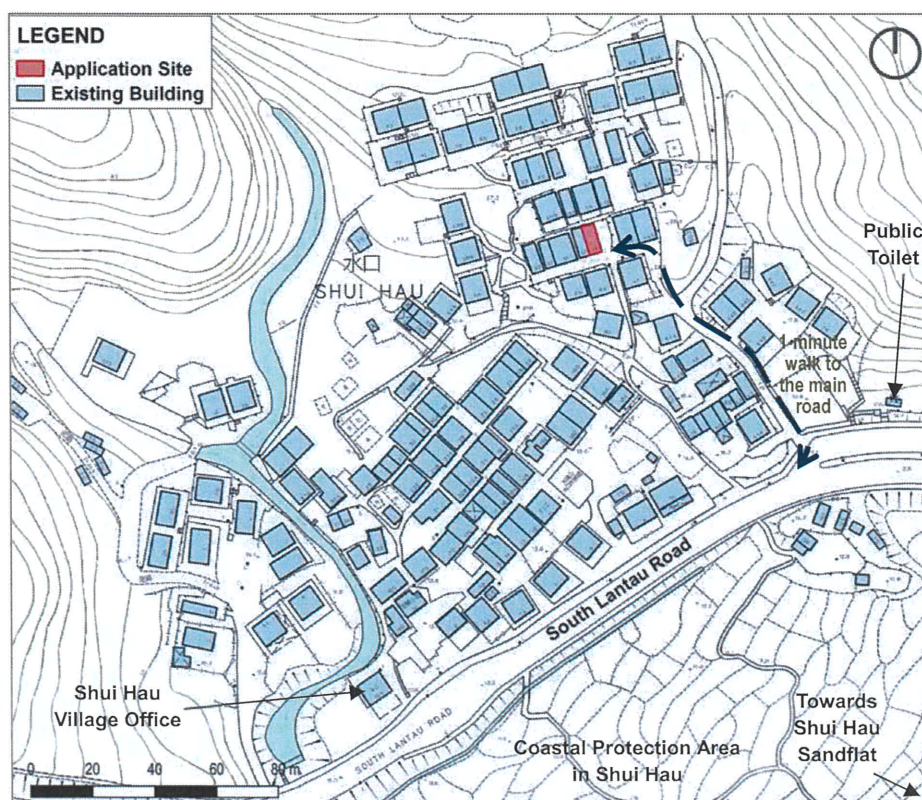 LEGEND
Application Site
Existing Building
Public
Toilet
水口
SHUI HAU
1-minute
walk to
the main
road
South Lantau Road
Shui Hau
Village Office
SOUTH LANTAU ROAD
Coastal Protection Area
in Shui Hau
Towards
Shui Hau
Sandflat
0 20 40 60 80 m